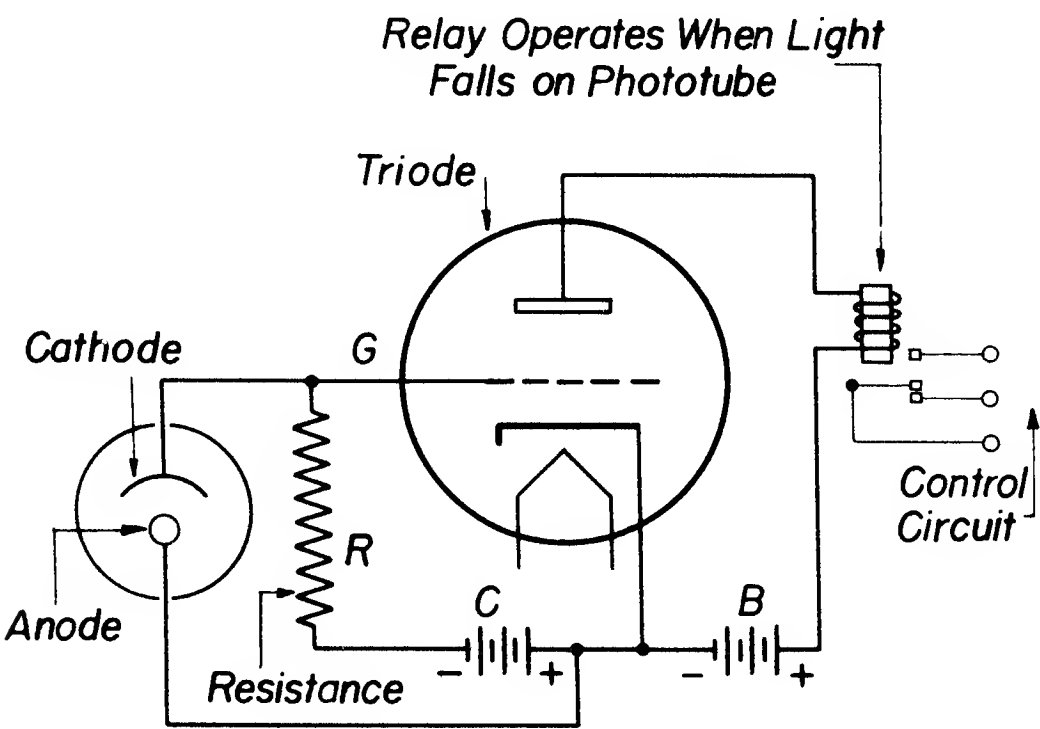 Relay Operates When Light
Falls on Phototube
Triode
Cathode
G
Control
Circuit
R
Anode
C
B
- +
- +
Resistance